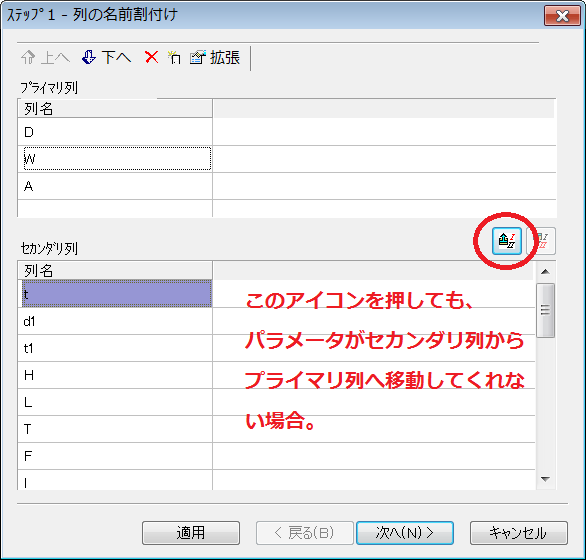 ｽﾃｯﾌﾟ 1 - 列の名前割付け
上へ 下へ 拡張
ﾌﾟﾗｲﾏﾘ列
列名
D
W
A
ｾｶﾝﾀﾞﾘ列
列名
t
d1
t1
H
L
T
F
I
このアイコンを押しても、
パラメータがセカンダリ列から
プライマリ列へ移動してくれな
い場合。
適用 < 戻る(B) 次へ(N) > キャンセル